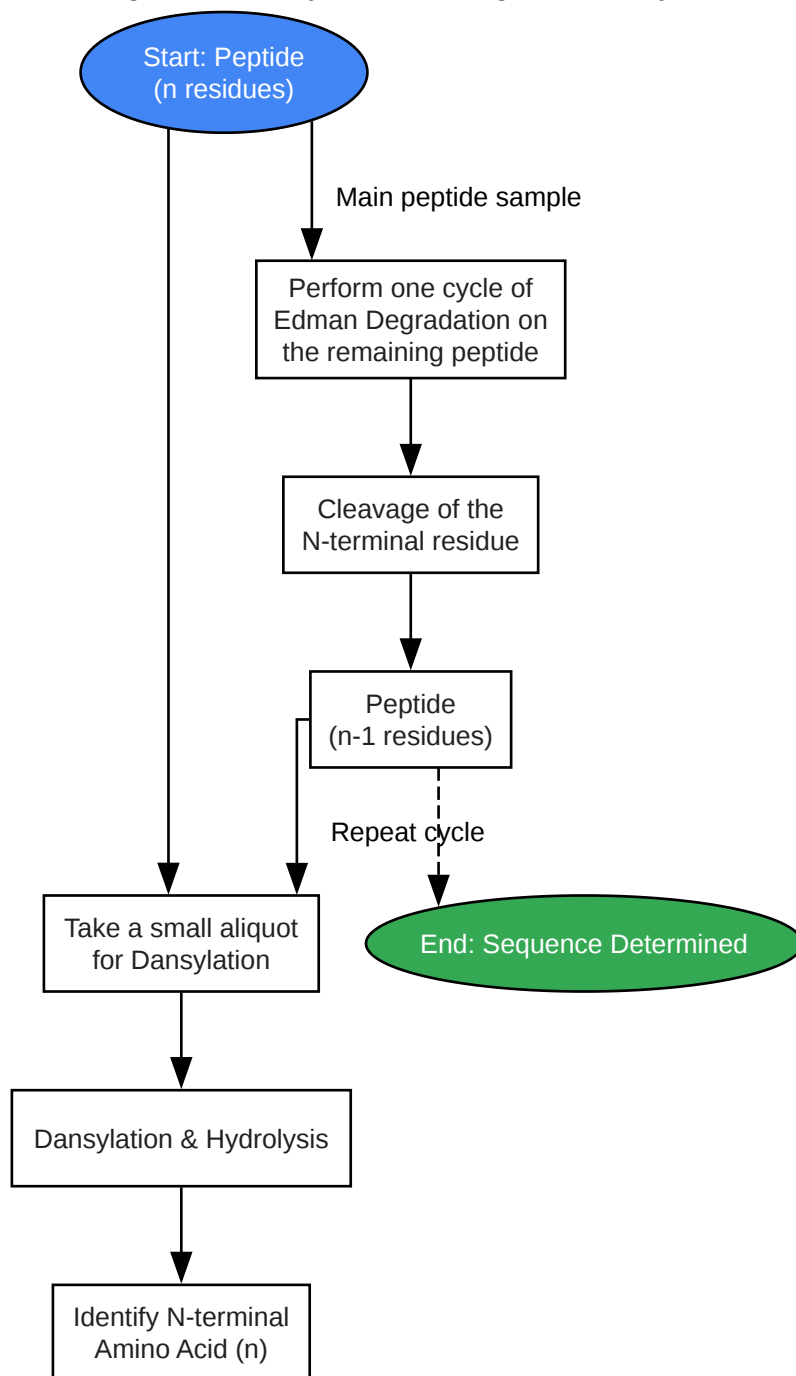 Start: Peptide
(n residues)
Main peptide sample
Perform one cycle of
Edman Degradation on
the remaining peptide
Cleavage of the
N-terminal residue
Peptide
(n-1 residues)
Repeat cycle
Take a small aliquot
for Dansylation
End: Sequence Determined
Dansylation & Hydrolysis
Identify N-terminal
Amino Acid (n)